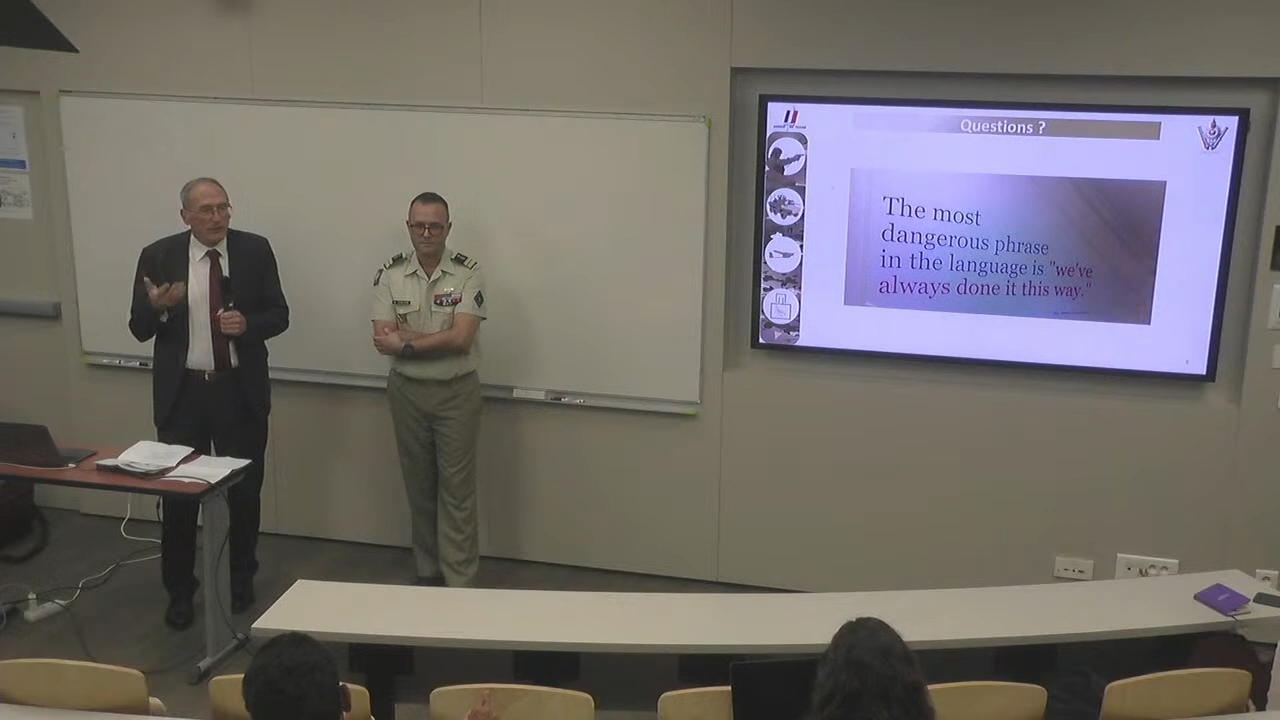 Questions ?
The most
dangerous phrase
in the language is "we've
always done it this way."